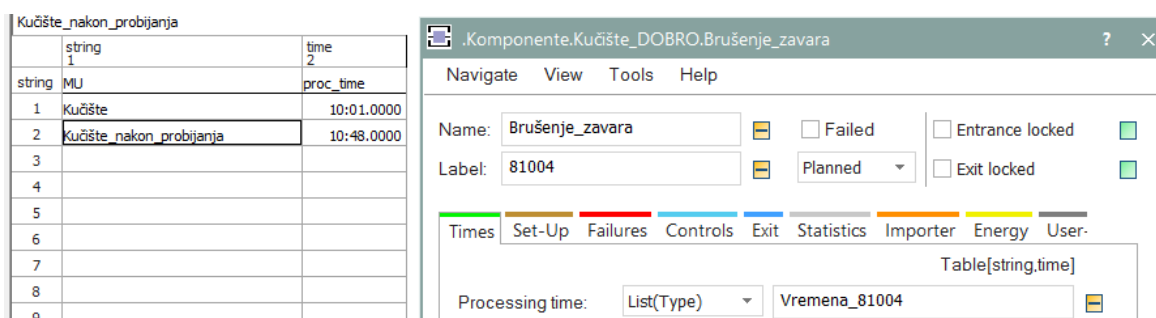 Kučište_nakon_probijanja
string time
1 2
string MU proc_time
1 Kučište 10:01.0000
2 Kučište_nakon_probijanja 10:48.0000
3
4
5
6
7
8
9
.Komponente.Kučište_DOBRO.Brušenje_zavara ? ×
Navigate View Tools Help
Name: Brušenje_zavara Failed Entrance locked
Label: 81004 Planned Exit locked
Times Set-Up Failures Controls Exit Statistics Importer Energy User-
Table[string,time]
Processing time: List(Type) Vremena_81004